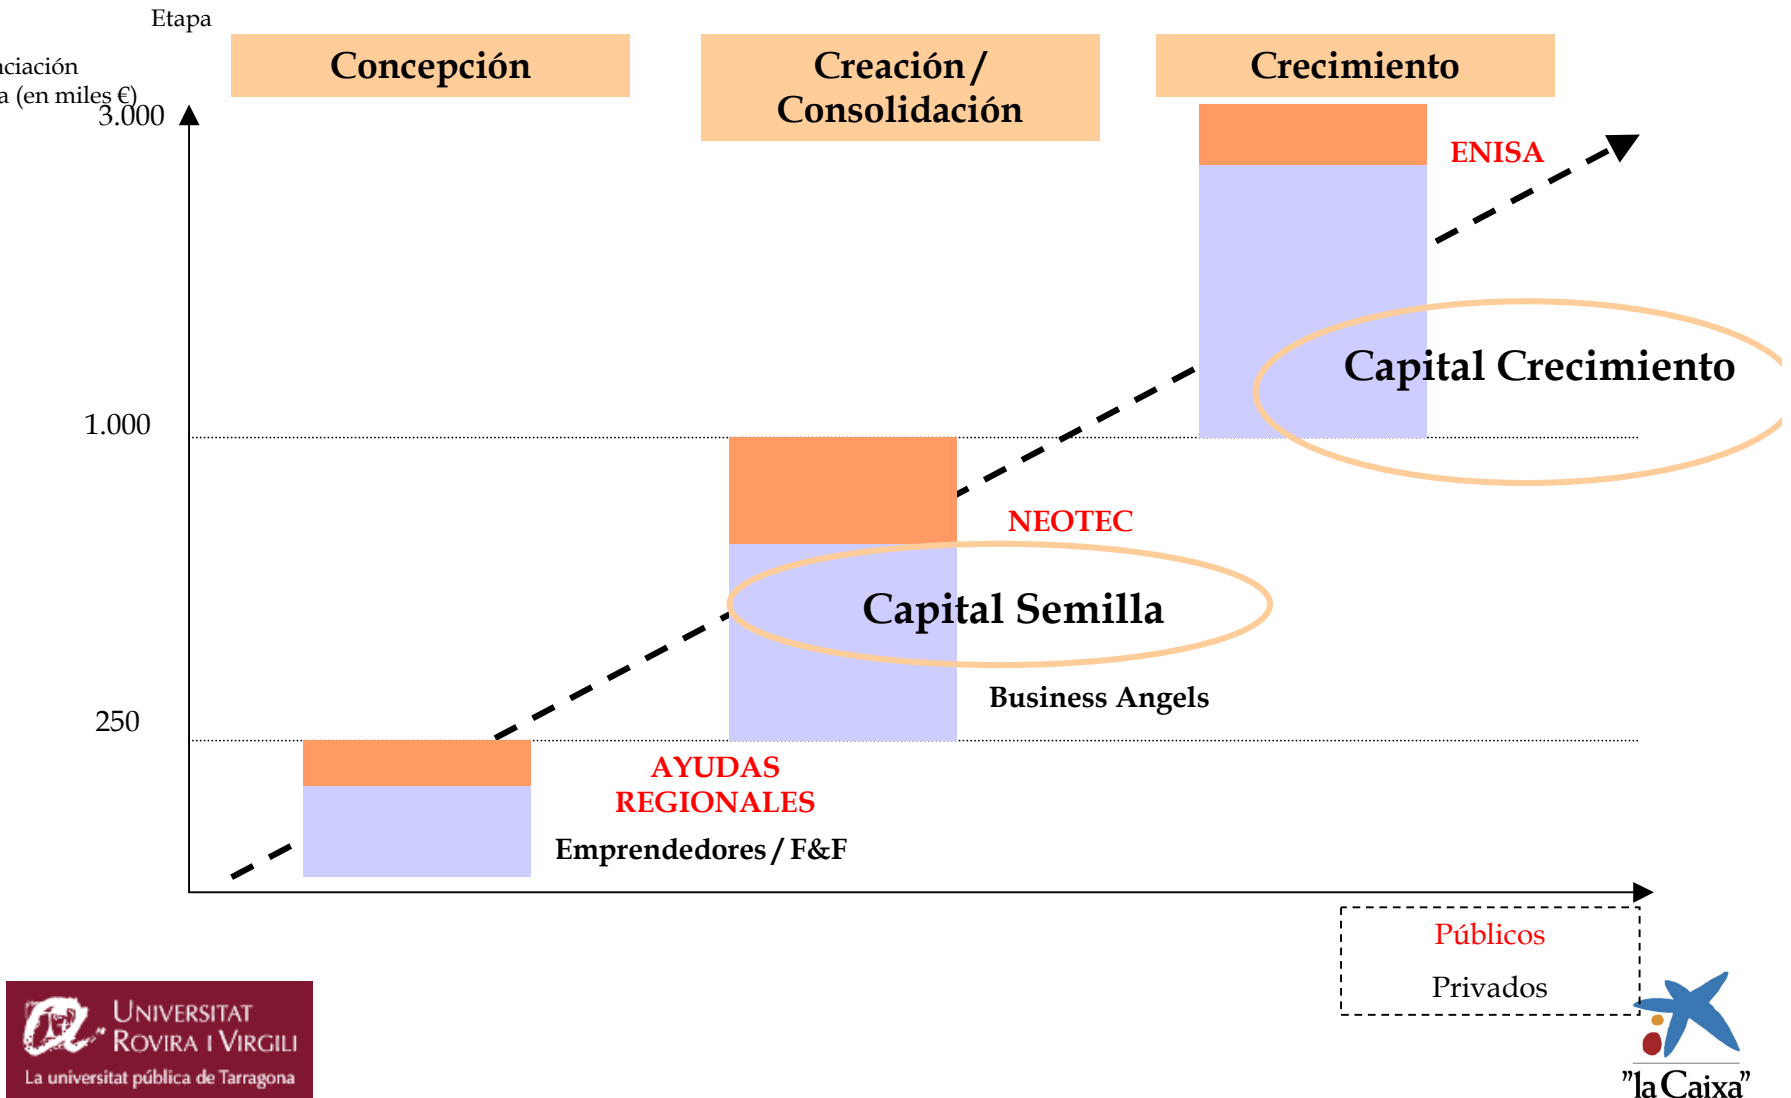 Etapa
Concepción
Creación /
Consolidación
Crecimiento
(en miles €)
3.000
ENISA
Capital Crecimiento
1.000
NEOTEC
Capital Semilla
Business Angels
250
AYUDAS
REGIONALES
Emprendedores / F&F
Públicos
Privados
UNIVERSITAT
ROVIRA I VIRGILI
La universitat pública de Tarragona
"la Caixa"